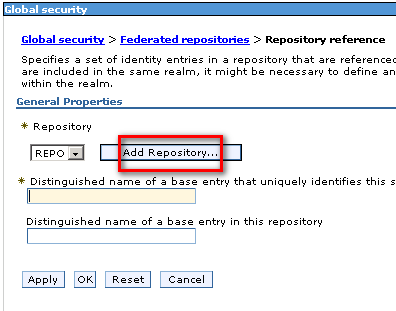 Global security
Global security > Federated repositories > Repository reference
Specifies a set of identity entries in a repository that are referenced
are included in the same realm, it might be necessary to define an
within the realm.
General Properties
* Repository
REPO Add Repository...
* Distinguished name of a base entry that uniquely identifies this s
Distinguished name of a base entry in this repository
Apply OK Reset Cancel